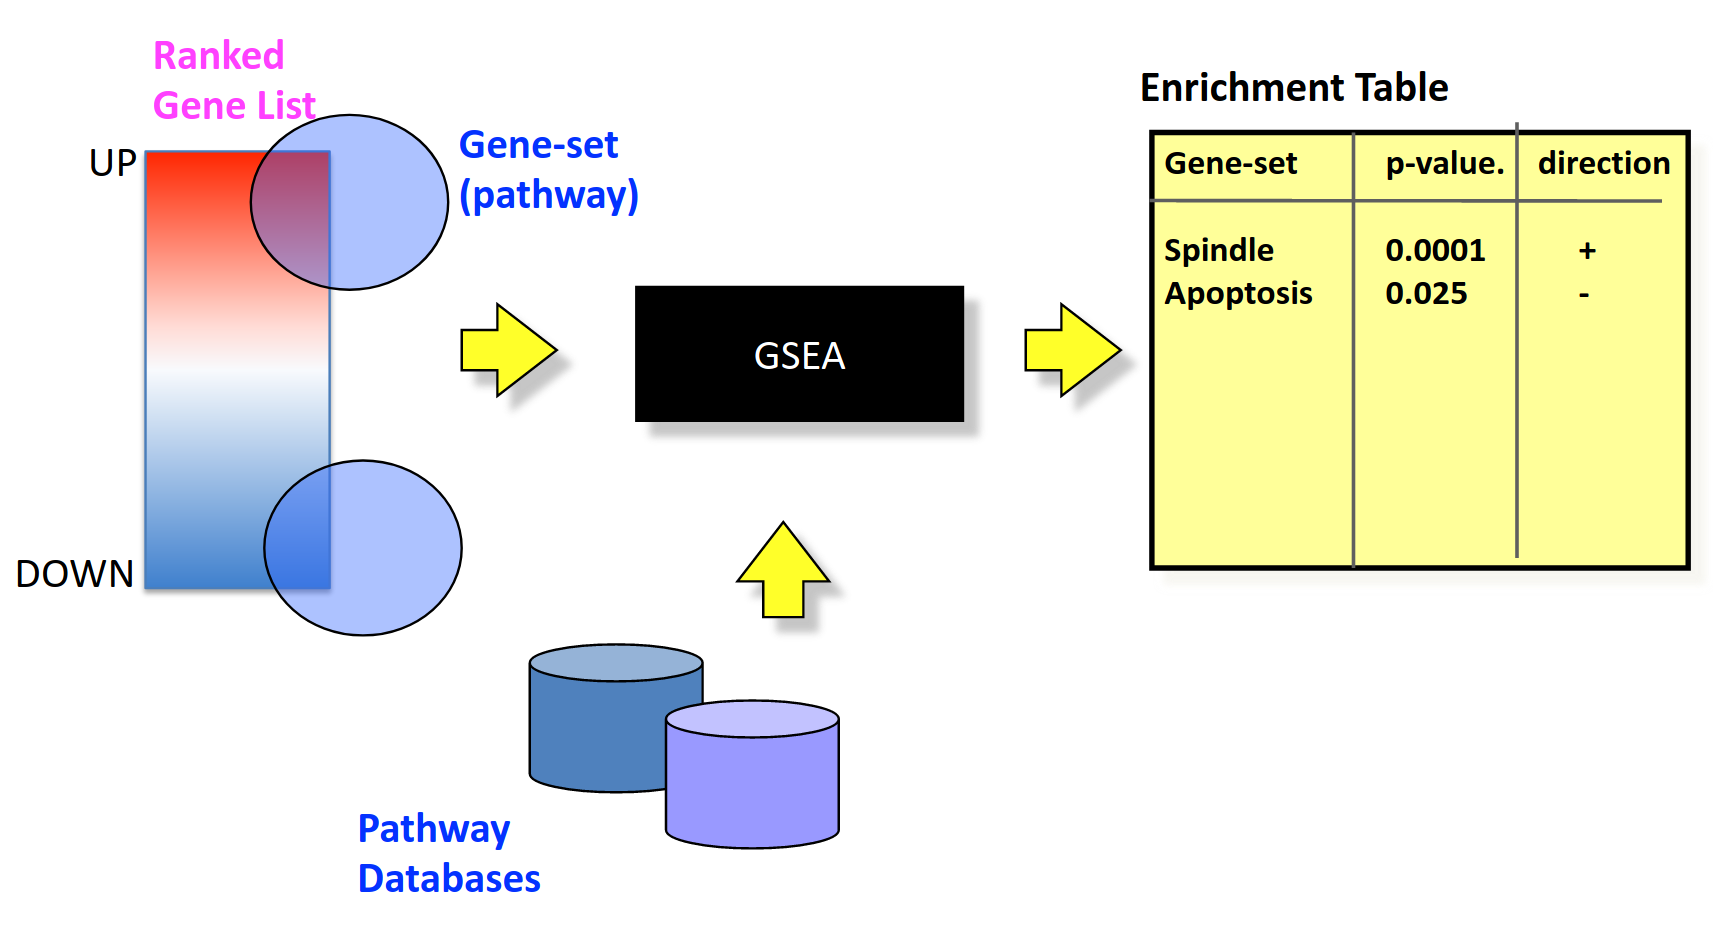 Ranked
Gene List
UP
DOWN
Gene-set
(pathway)
GSEA
Pathway
Databases
Enrichment Table
Gene-set p-value. direction
Spindle 0.0001 +
Apoptosis 0.025 -